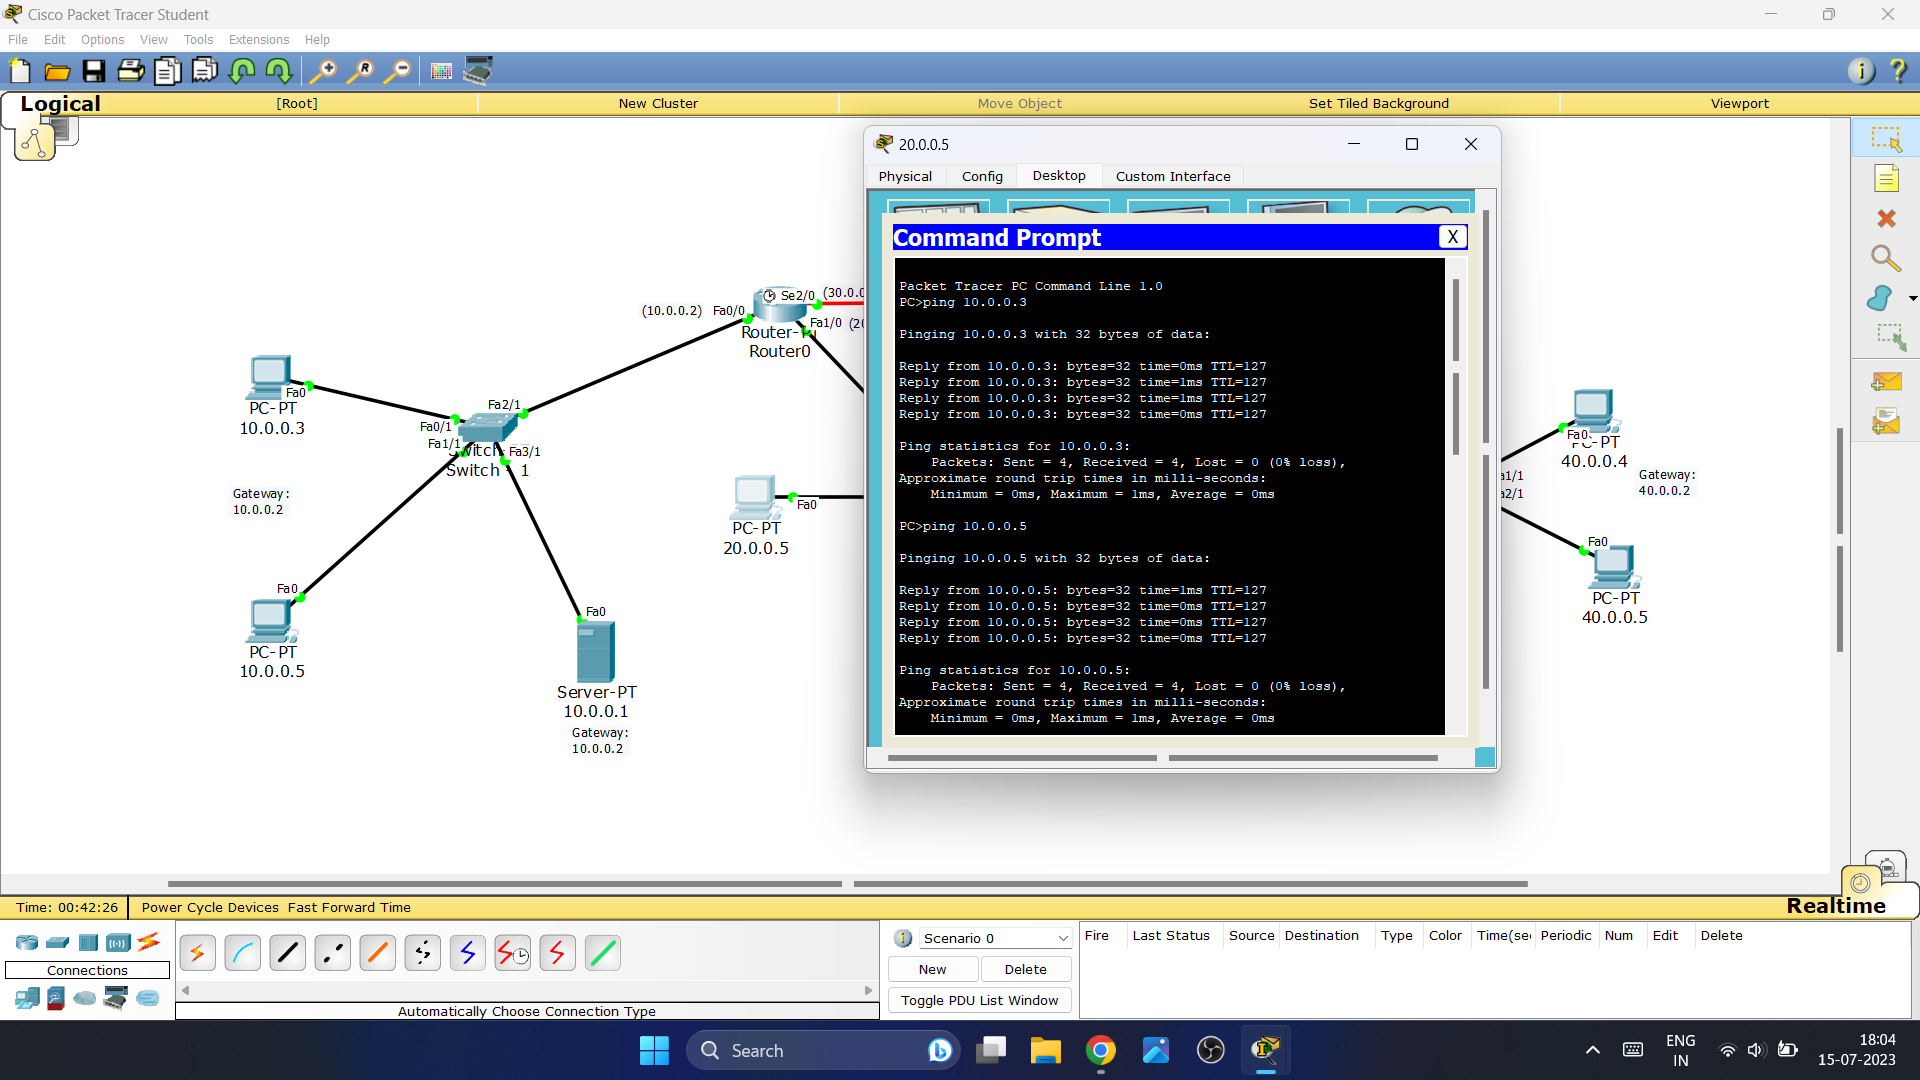 Cisco Packet Tracer Student
File Edit Options View Tools Extensions Help
Logical [Root] New Cluster Move Object Set Tiled Background Viewport
20.0.0.5
Physical Config Desktop Custom Interface
Command Prompt X
Packet Tracer PC Command Line 1.0
PC>ping 10.0.0.3
Pinging 10.0.0.3 with 32 bytes of data:
Reply from 10.0.0.3: bytes=32 time=0ms TTL=127
Reply from 10.0.0.3: bytes=32 time=1ms TTL=127
Reply from 10.0.0.3: bytes=32 time=1ms TTL=127
Reply from 10.0.0.3: bytes=32 time=0ms TTL=127
Ping statistics for 10.0.0.3:
Packets: Sent = 4, Received = 4, Lost = 0 (0% loss),
Approximate round trip times in milli-seconds:
Minimum = 0ms, Maximum = 1ms, Average = 0ms
PC>ping 10.0.0.5
Pinging 10.0.0.5 with 32 bytes of data:
Reply from 10.0.0.5: bytes=32 time=1ms TTL=127
Reply from 10.0.0.5: bytes=32 time=0ms TTL=127
Reply from 10.0.0.5: bytes=32 time=0ms TTL=127
Reply from 10.0.0.5: bytes=32 time=0ms TTL=127
Ping statistics for 10.0.0.5:
Packets: Sent = 4, Received = 4, Lost = 0 (0% loss),
Approximate round trip times in milli-seconds:
Minimum = 0ms, Maximum = 1ms, Average = 0ms
Se2/0
(10.0.0.2) Fa0/0
Fa1/0
Router0
Fa0
PC-PT
10.0.0.3
Fa2/1
Fa0/1
Fa1/1
Fa3/1
Switch 1
Gateway:
10.0.0.2
Fa0
PC-PT
20.0.0.5
Fa0
PC-PT
10.0.0.5
Fa0
Server-PT
10.0.0.1
Gateway:
10.0.0.2
Fa0
PC-PT
40.0.0.4
Gateway:
40.0.0.2
Fa0
PC-PT
40.0.0.5
Realtime
Time: 00:42:26 Power Cycle Devices Fast Forward Time
Connections
Automatically Choose Connection Type
Scenario 0
New Delete
Toggle PDU List Window
Fire Last Status Source Destination Type Color Time(sec Periodic Num Edit Delete
Search
ENG
IN
18:04
15-07-2023